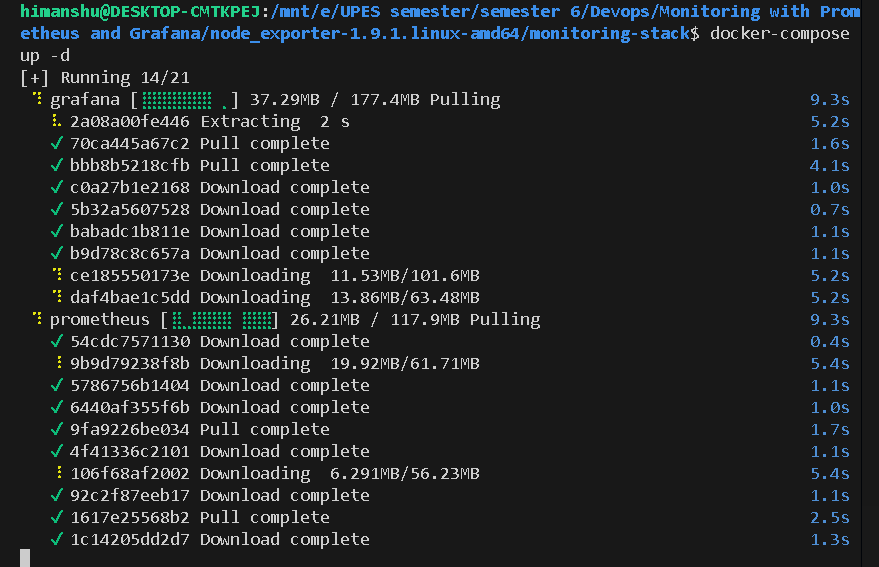 himanshu@DESKTOP-CMTKPEJ:/mnt/e/UPES semester/semester 6/Devops/Monitoring with Prom
etheus and Grafana/node_exporter-1.9.1.linux-amd64/monitoring-stack$ docker-compose
up -d
[+] Running 14/21
grafana [⣿⣿⣿⣿⣿⣿⣿ ⡀] 37.29MB / 177.4MB Pulling 9.3s
2a08a00fe446 Extracting 2 s 5.2s
✓ 70ca445a67c2 Pull complete 1.6s
✓ bbb8b5218cfb Pull complete 4.1s
✓ c0a27b1e2168 Download complete 1.0s
✓ 5b32a5607528 Download complete 0.7s
✓ babadc1b811e Download complete 1.1s
✓ b9d78c8c657a Download complete 1.1s
ce185550173e Downloading 11.53MB/101.6MB 5.2s
daf4bae1c5dd Downloading 13.86MB/63.48MB 5.2s
prometheus [⣿⣀⣿⣿⣿⣿ ⣿⣿⣿] 26.21MB / 117.9MB Pulling 9.3s
✓ 54cdc7571130 Download complete 0.4s
9b9d79238f8b Downloading 19.92MB/61.71MB 5.4s
✓ 5786756b1404 Download complete 1.1s
✓ 6440af355f6b Download complete 1.0s
✓ 9fa9226be034 Pull complete 1.7s
✓ 4f41336c2101 Download complete 1.1s
106f68af2002 Downloading 6.291MB/56.23MB 5.4s
✓ 92c2f87eeb17 Download complete 1.1s
✓ 1617e25568b2 Pull complete 2.5s
✓ 1c14205dd2d7 Download complete 1.3s